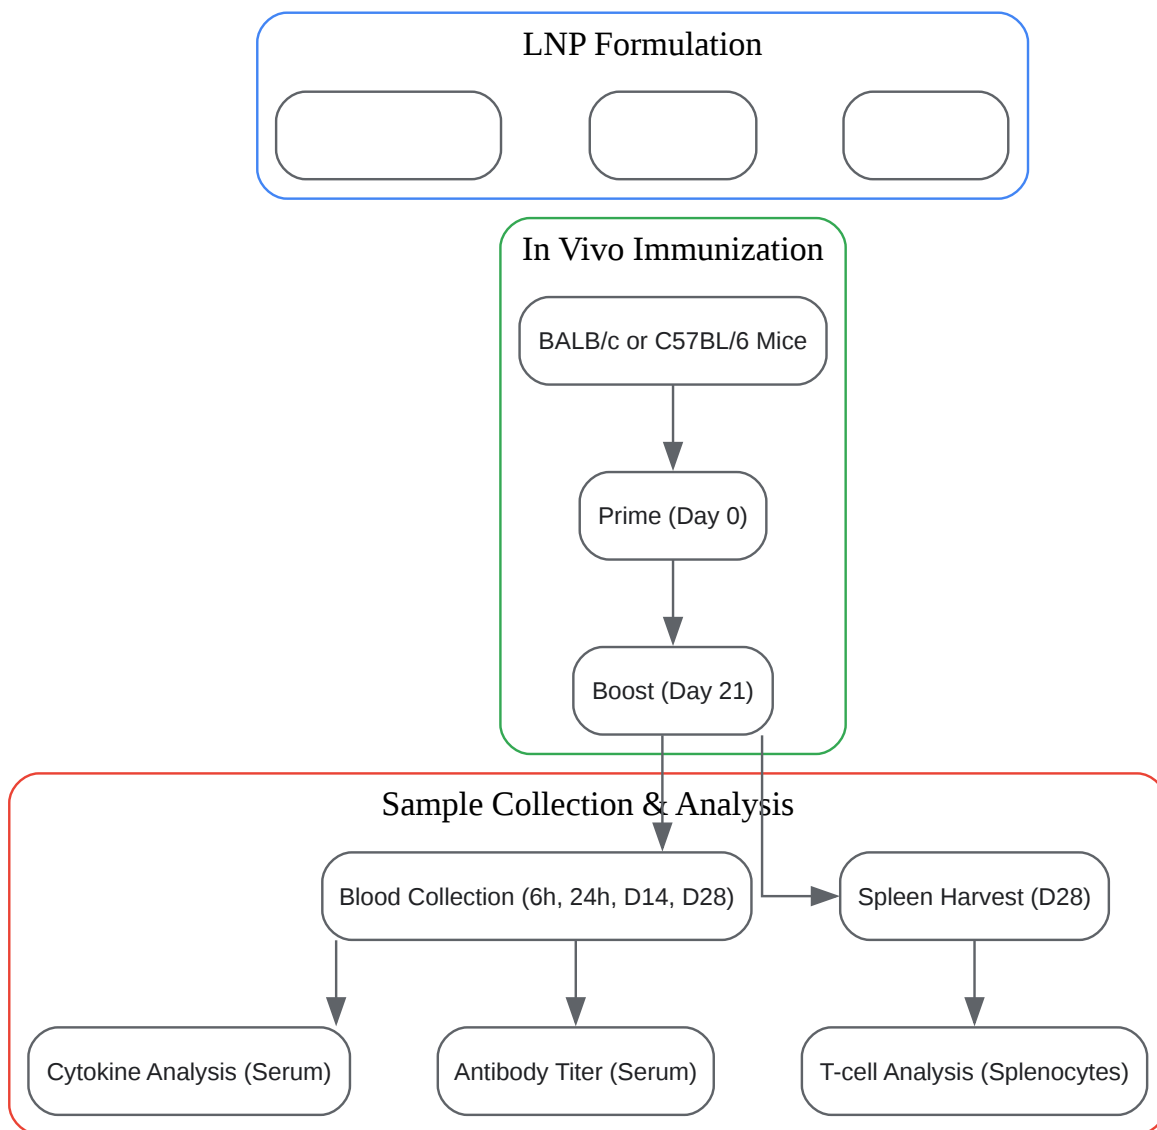 LNP Formulation
In Vivo Immunization
BALB/c or C57BL/6 Mice
Prime (Day 0)
Boost (Day 21)
Sample Collection & Analysis
Blood Collection (6h, 24h, D14, D28)
Spleen Harvest (D28)
Cytokine Analysis (Serum)
Antibody Titer (Serum)
T-cell Analysis (Splenocytes)